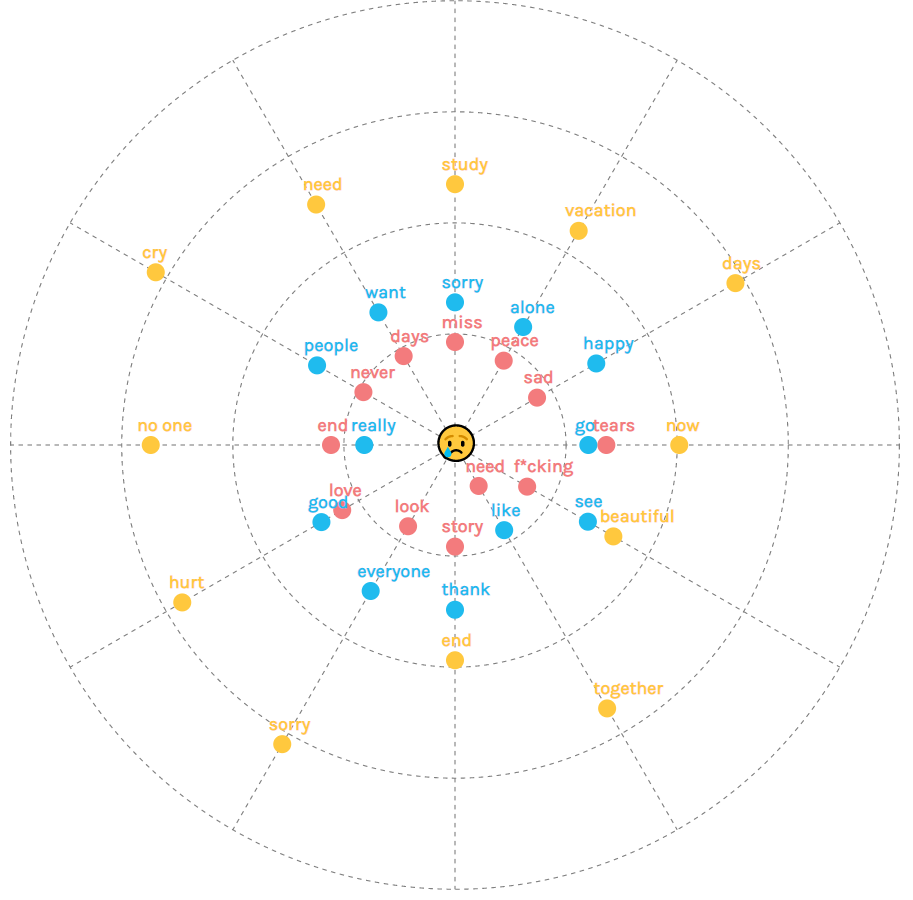 study
need
vacation
cry
days
sorry
want
alone
miss
days
peace
people
happy
never
sad
no one
end
really
go
tears
now
need
f*cking
love
good
look
like
see
beautiful
story
everyone
hurt
thank
end
together
sorry